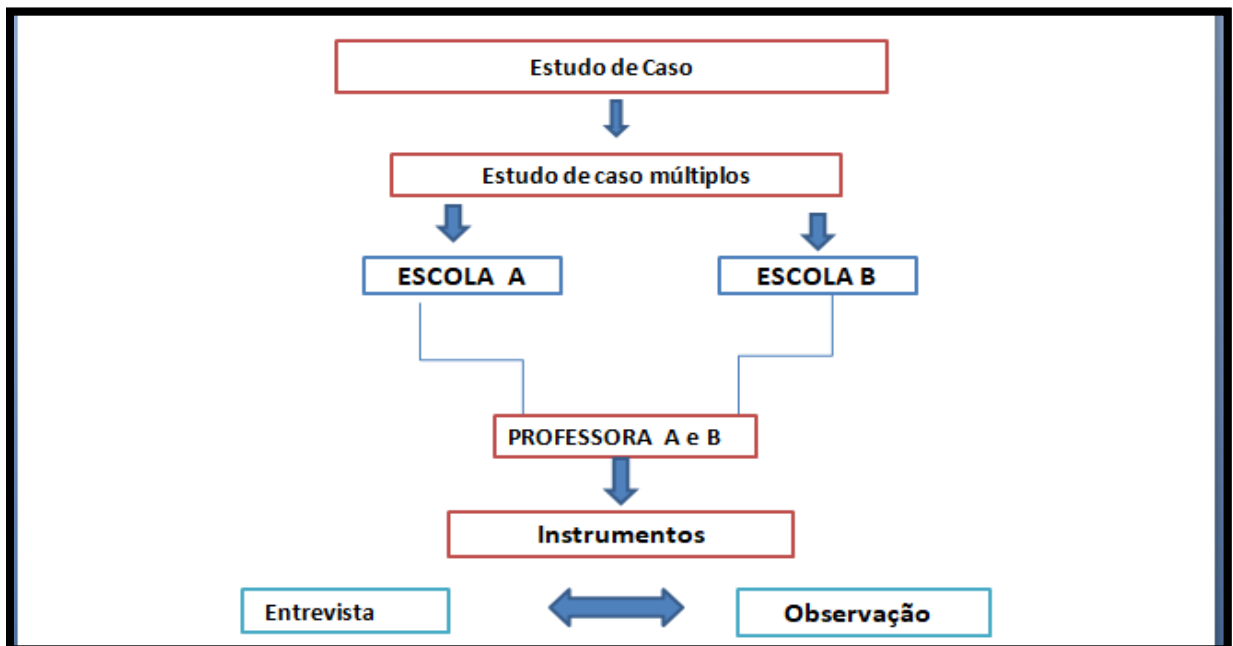 Estudo de Caso
Estudo de caso múltiplos
ESCOLA A
ESCOLA B
PROFESSORA A e B
Instrumentos
Entrevista
Observação